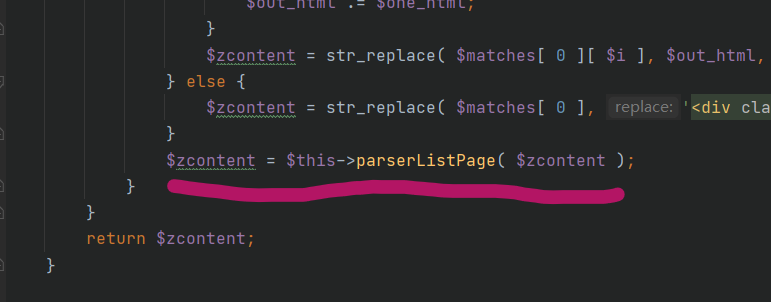 $out_html .= $one_html;
}
$zcontent = str_replace( $matches[ 0 ][ $i ], $out_html,
} else {
$zcontent = str_replace( $matches[ 0 ], replace: '<div cla
}
$zcontent = $this->parserListPage( $zcontent );
}
}
return $zcontent;
}